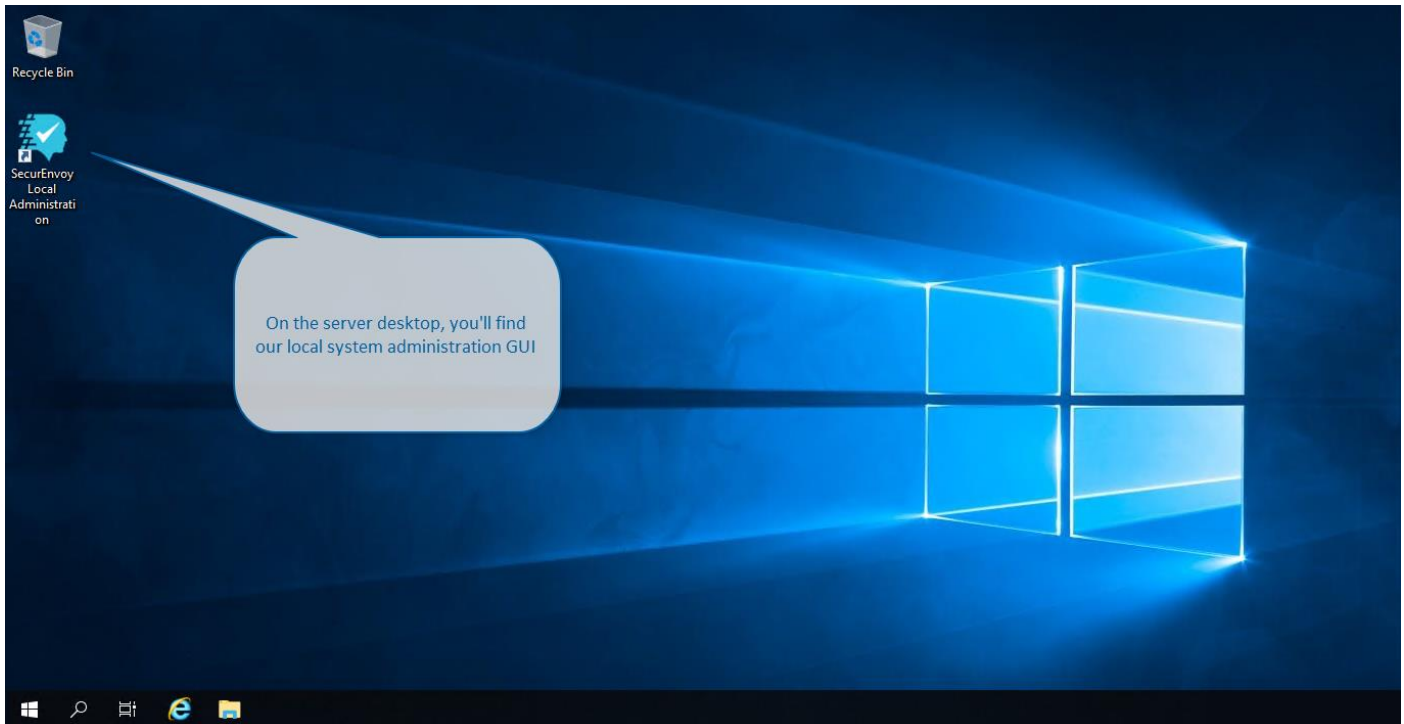 Recycle Bin
SecurEnvoy
Local
Administrati
on
On the server desktop, you'll find
our local system administration GUI